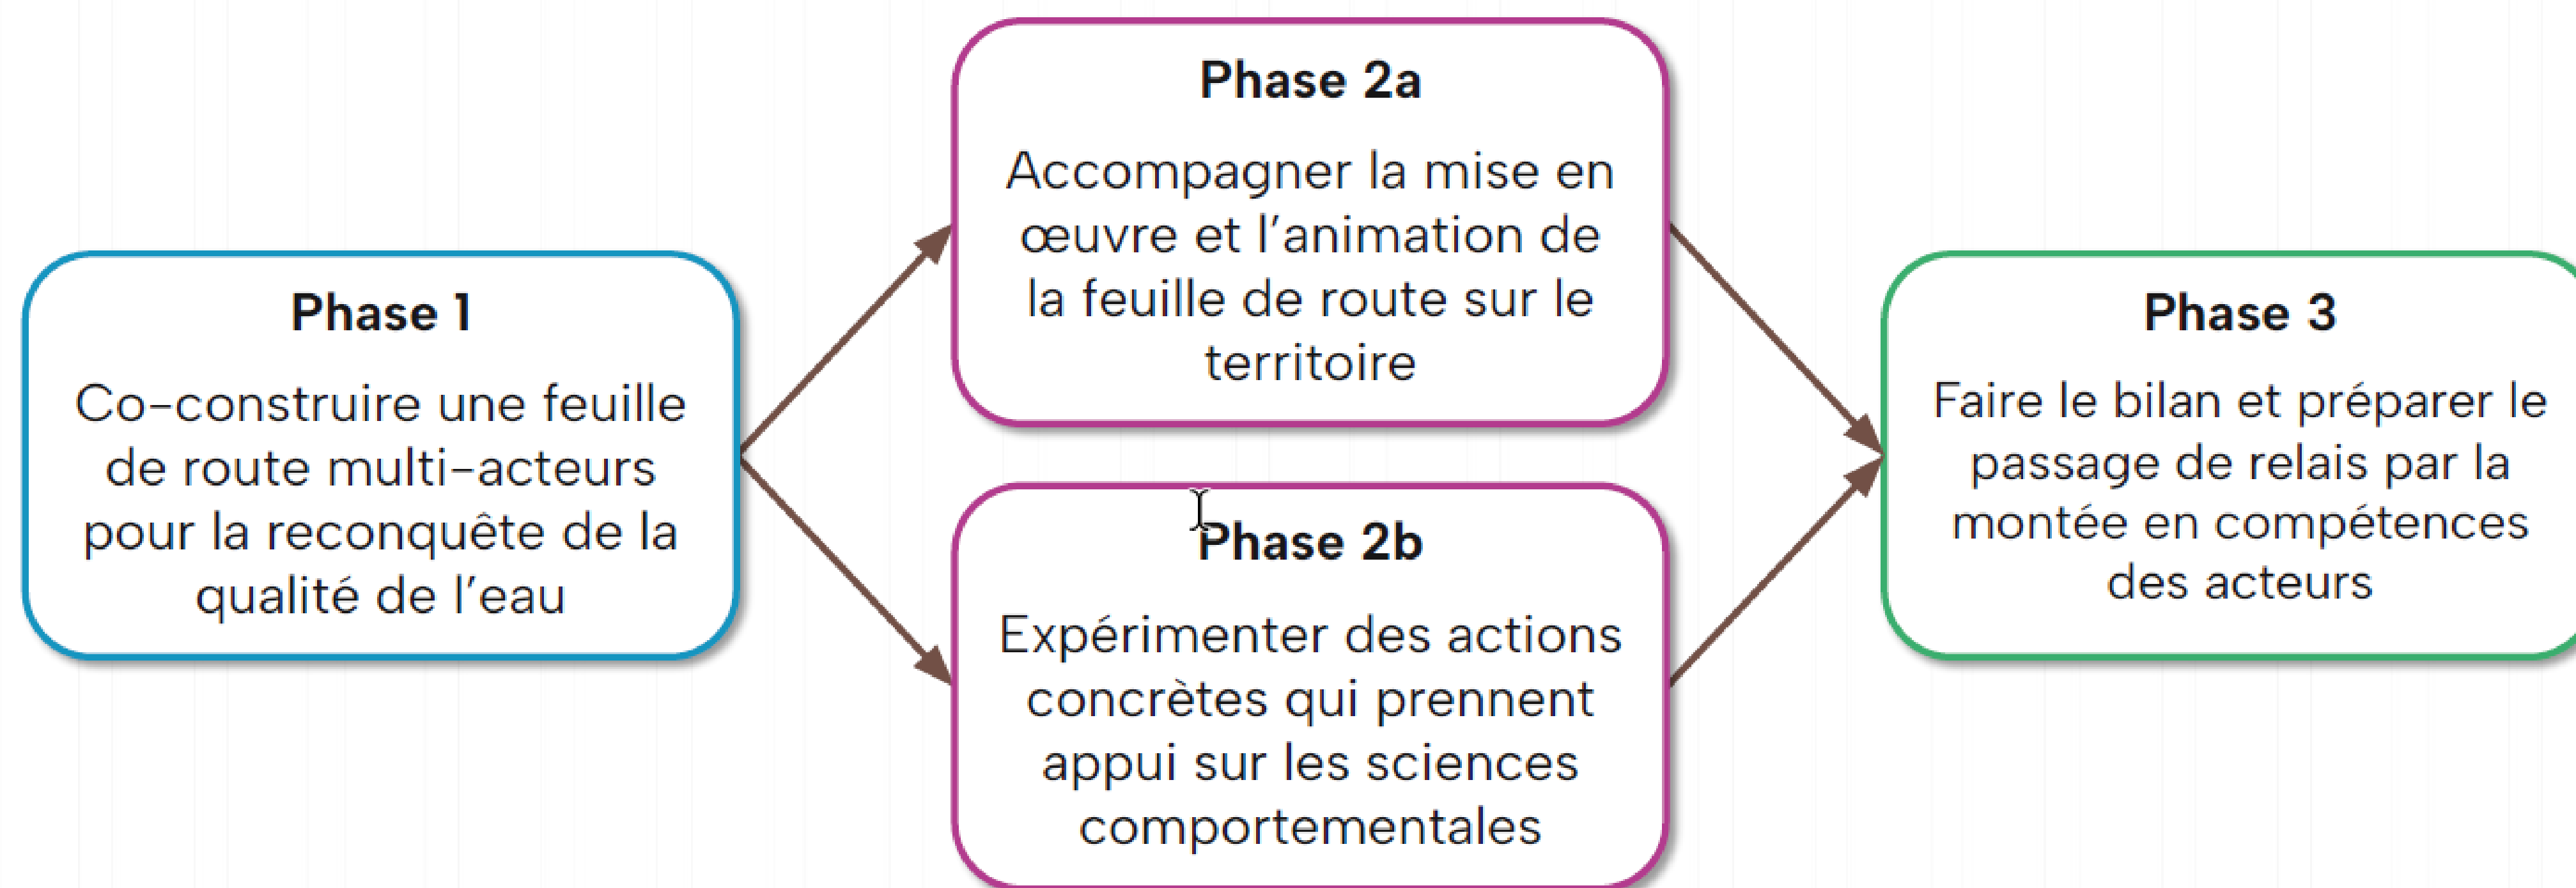 Phase 1
Co-construire une feuille
de route multi-acteurs
pour la reconquête de la
qualité de l'eau
Phase 2a
Accompagner la mise en
œuvre et l'animation de
la feuille de route sur le
territoire
Phase 2b
Expérimenter des actions
concrètes qui prennent
appui sur les sciences
comportementales
Phase 3
Faire le bilan et préparer le
passage de relais par la
montée en compétences
des acteurs